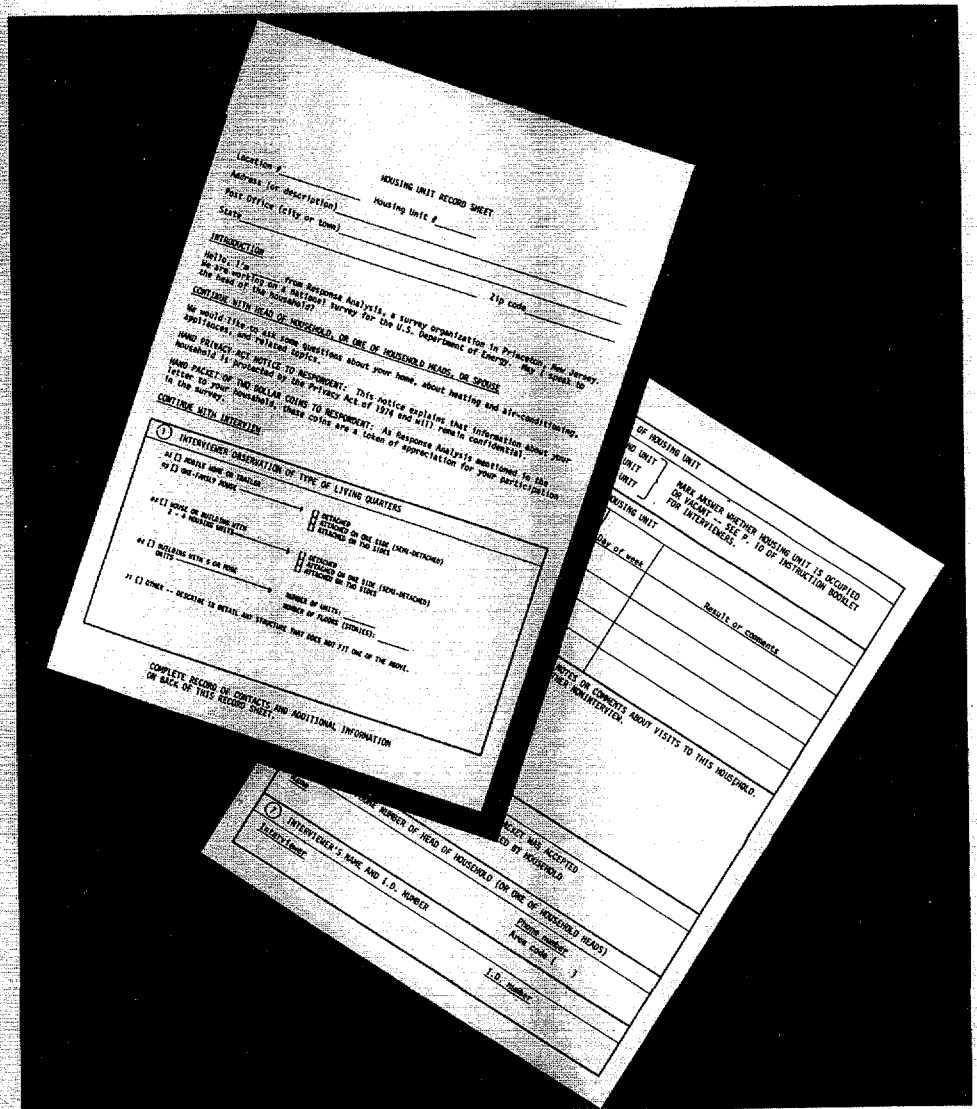 HOUSING UNIT RECORD SHEET
Location #
Housing Unit #
Address (or description)
Post Office (city or town)
State
Zip code
INTRODUCTION
Hello, I'm from Response Analysis, a survey organization in Princeton, New Jersey.
We are working on a national survey for the U.S. Department of Energy. May I speak to
the head of the household?
CONTINUE WITH HEAD OF HOUSEHOLD, OR ONE OF HOUSEHOLD HEADS, OR SPOUSE
We would like to ask some questions about your home, about heating and air-conditioning,
appliances, and related topics.
HAND PRIVACY ACT NOTICE TO RESPONDENT: This notice explains that information about your
household is protected by the Privacy Act of 1974 and will remain confidential.
HAND PACKET OF TWO DOLLAR COINS TO RESPONDENT: As Response Analysis mentioned in the
letter to your household, these coins are a token of appreciation for your participation
in the survey.
CONTINUE WITH INTERVIEW
1 INTERVIEWER OBSERVATION OF TYPE OF LIVING QUARTERS
01 [] MOBILE HOME OR TRAILER
02 [] ONE-FAMILY HOUSE
[] DETACHED
[] ATTACHED ON ONE SIDE (SEMI-DETACHED)
[] ATTACHED ON TWO SIDES
03 [] HOUSE OR BUILDING WITH
2 - 4 HOUSING UNITS
[] DETACHED
[] ATTACHED ON ONE SIDE (SEMI-DETACHED)
[] ATTACHED ON TWO SIDES
04 [] BUILDING WITH 5 OR MORE
UNITS
NUMBER OF UNITS:
NUMBER OF FLOORS (STORIES):
[] OTHER -- DESCRIBE IN DETAIL ANY STRUCTURE THAT DOES NOT FIT ONE OF THE ABOVE.
COMPLETE RECORD OF CONTACTS AND ADDITIONAL INFORMATION
ON BACK OF THIS RECORD SHEET.
OF HOUSING UNIT
UNIT
UNIT
UNIT
MARK ANSWER WHETHER HOUSING UNIT IS OCCUPIED
OR VACANT -- SEE P. 10 OF INSTRUCTION BOOKLET
FOR INTERVIEWERS.
HOUSING UNIT
Day of week
Result or comments
NOTES OR COMMENTS ABOUT VISITS TO THIS HOUSEHOLD.
NONINTERVIEW.
PACKET WAS ACCEPTED
BY HOUSEHOLD
NUMBER OF HEAD OF HOUSEHOLD (OR ONE OF HOUSEHOLD HEADS)
Name
Phone number
Area code ( )
7 INTERVIEWER'S NAME AND I.D. NUMBER
Interviewer
I.D. number